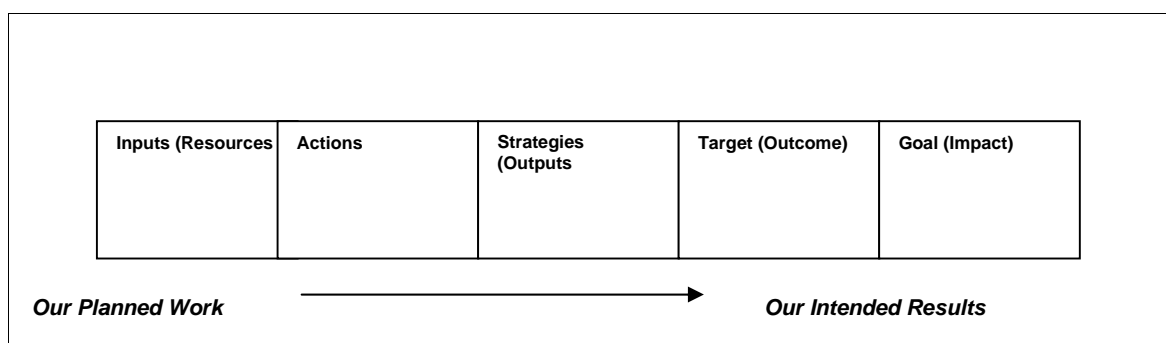 Inputs (Resources
Actions
Strategies
(Outputs
Target (Outcome)
Goal (Impact)
Our Planned Work
Our Intended Results